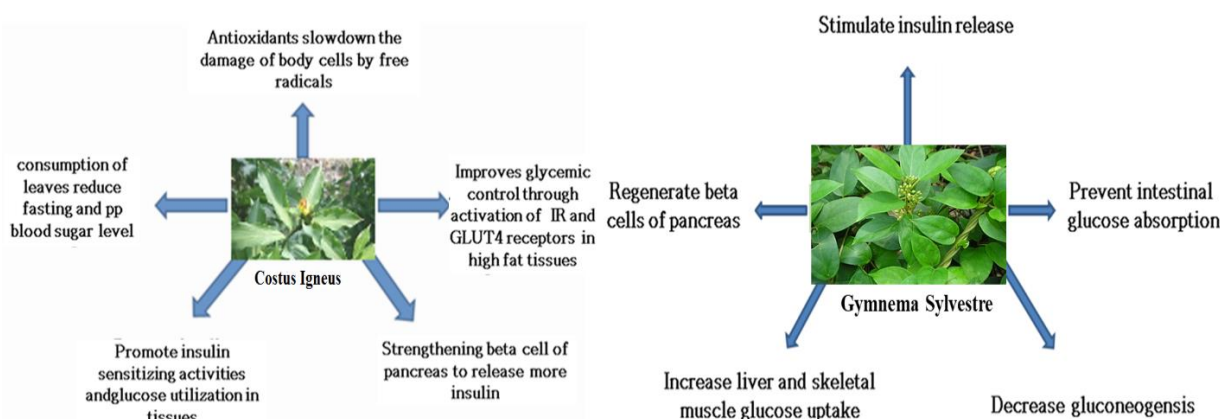 Antioxidants slowdown the
damage of body cells by free
radicals
consumption of
leaves reduce
fasting and pp
blood sugar level
Improves glycemic
control through
activation of IR and
GLUT4 receptors in
high fat tissues
Costus Igneus
Promote insulin
sensitizing activities
andglucose utilization in
tissues
Strengthening beta cell of
pancreas to release more
insulin
Stimulate insulin release
Regenerate beta
cells of pancreas
Prevent intestinal
glucose absorption
Gymnema Sylvestre
Increase liver and skeletal
muscle glucose uptake
Decrease gluconeogensis